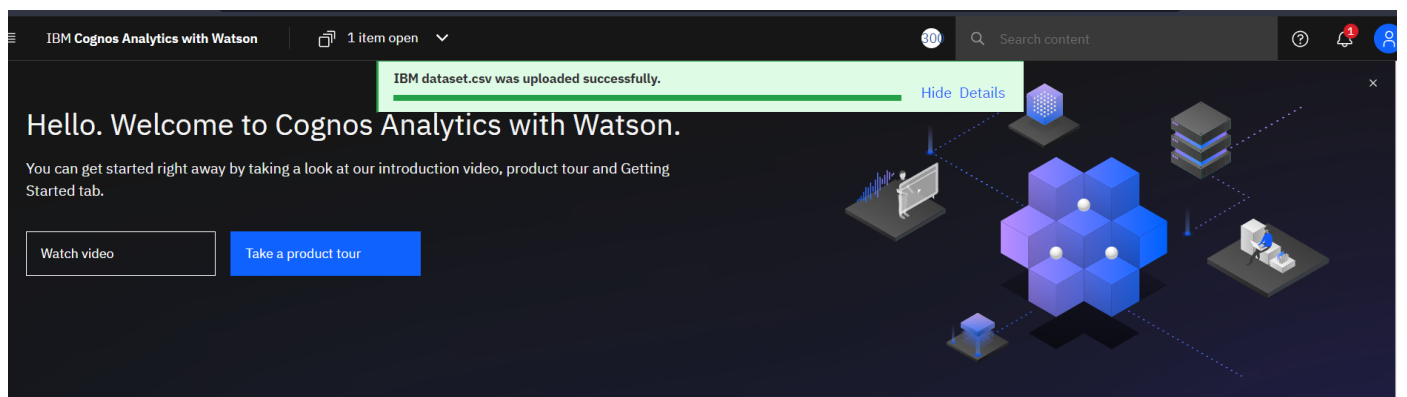 IBM Cognos Analytics with Watson
1 item open
300
Search content
1
IBM dataset.csv was uploaded successfully.
Hide Details
Hello. Welcome to Cognos Analytics with Watson.
You can get started right away by taking a look at our introduction video, product tour and Getting
Started tab.
Watch video
Take a product tour